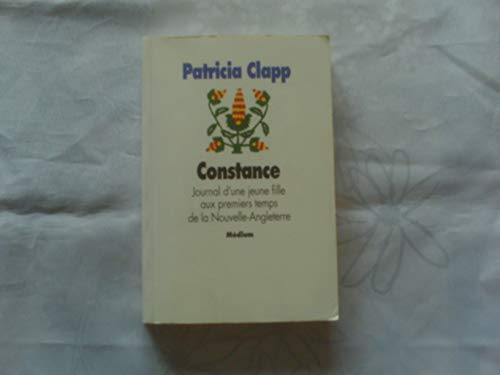 Patricia Clapp
Constance
Journal d'une jeune fille
aux premiers temps
de la Nouvelle-Angleterre
Médium